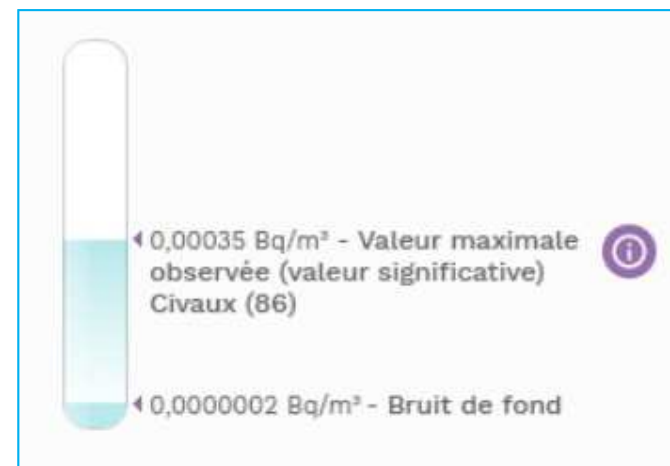 0,00035 Bq/m³ - Valeur maximale
observée (valeur significative)
Civaux (86)
0,0000002 Bq/m³ - Bruit de fond